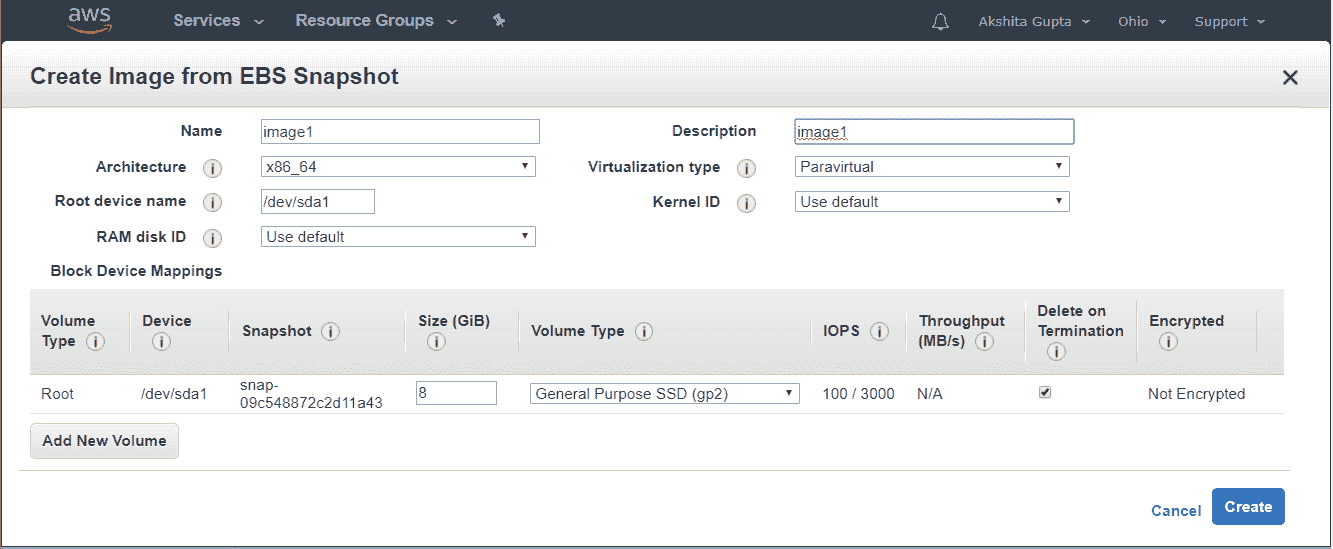 aws Services Resource Groups Akshita Gupta Ohio Support
Create Image from EBS Snapshot
Name image1 Description image1
Architecture x86_64 Virtualization type Paravirtual
Root device name /dev/sda1 Kernel ID Use default
RAM disk ID Use default
Block Device Mappings
Volume Type Device Snapshot Size (GiB) Volume Type IOPS Throughput (MB/s) Delete on Termination Encrypted
Root /dev/sda1 snap-09c548872c2d11a43 8 General Purpose SSD (gp2) 100 / 3000 N/A Not Encrypted
Add New Volume
Cancel Create